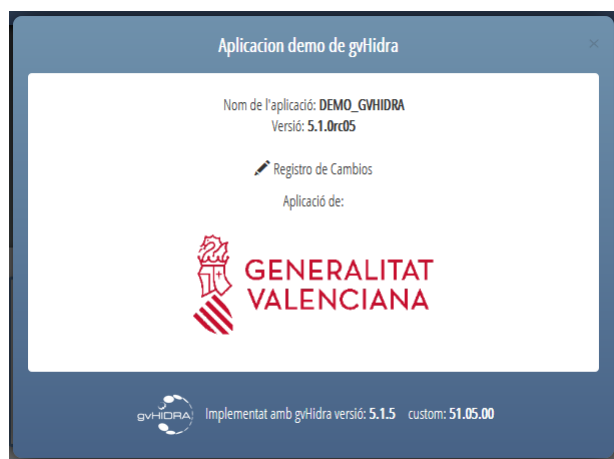 Aplicacion demo de gvHidra
×
Nom de l'aplicació: DEMO_GVHIDRA
Versió: 5.1.0rc05
Registro de Cambios
Aplicació de:
GENERALITAT
VALENCIANA
gvHIDRA Implementat amb gvHidra versió: 5.1.5 custom: 51.05.00